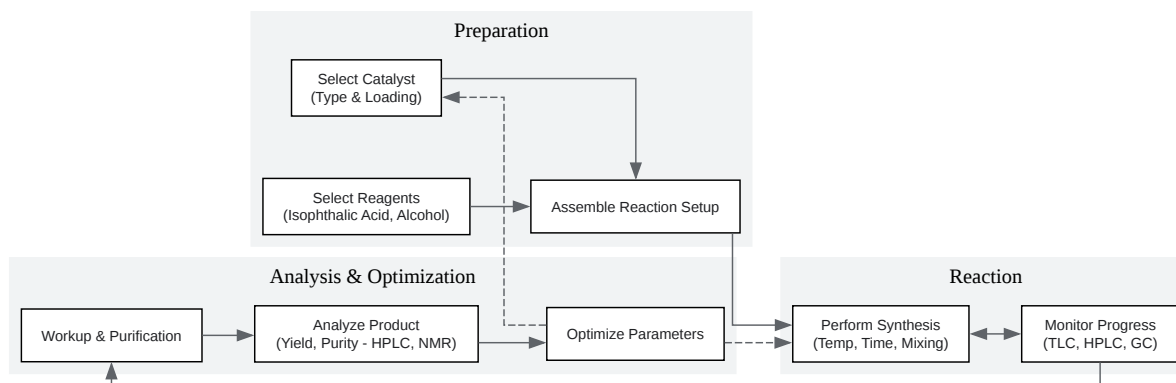 Preparation
Select Catalyst
(Type & Loading)
Select Reagents
(Isophthalic Acid, Alcohol)
Assemble Reaction Setup
Analysis & Optimization
Workup & Purification
Analyze Product
(Yield, Purity - HPLC, NMR)
Optimize Parameters
Reaction
Perform Synthesis
(Temp, Time, Mixing)
Monitor Progress
(TLC, HPLC, GC)